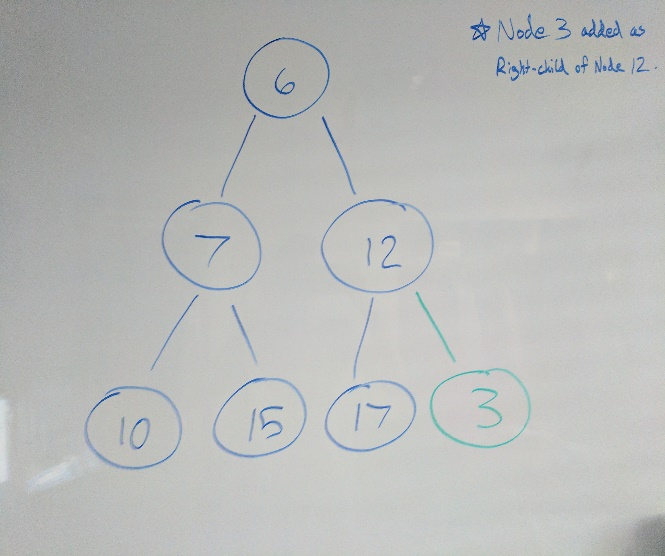 ☆ Node 3 added as
Right-child of Node 12.
6
7 12
10 15 17 3